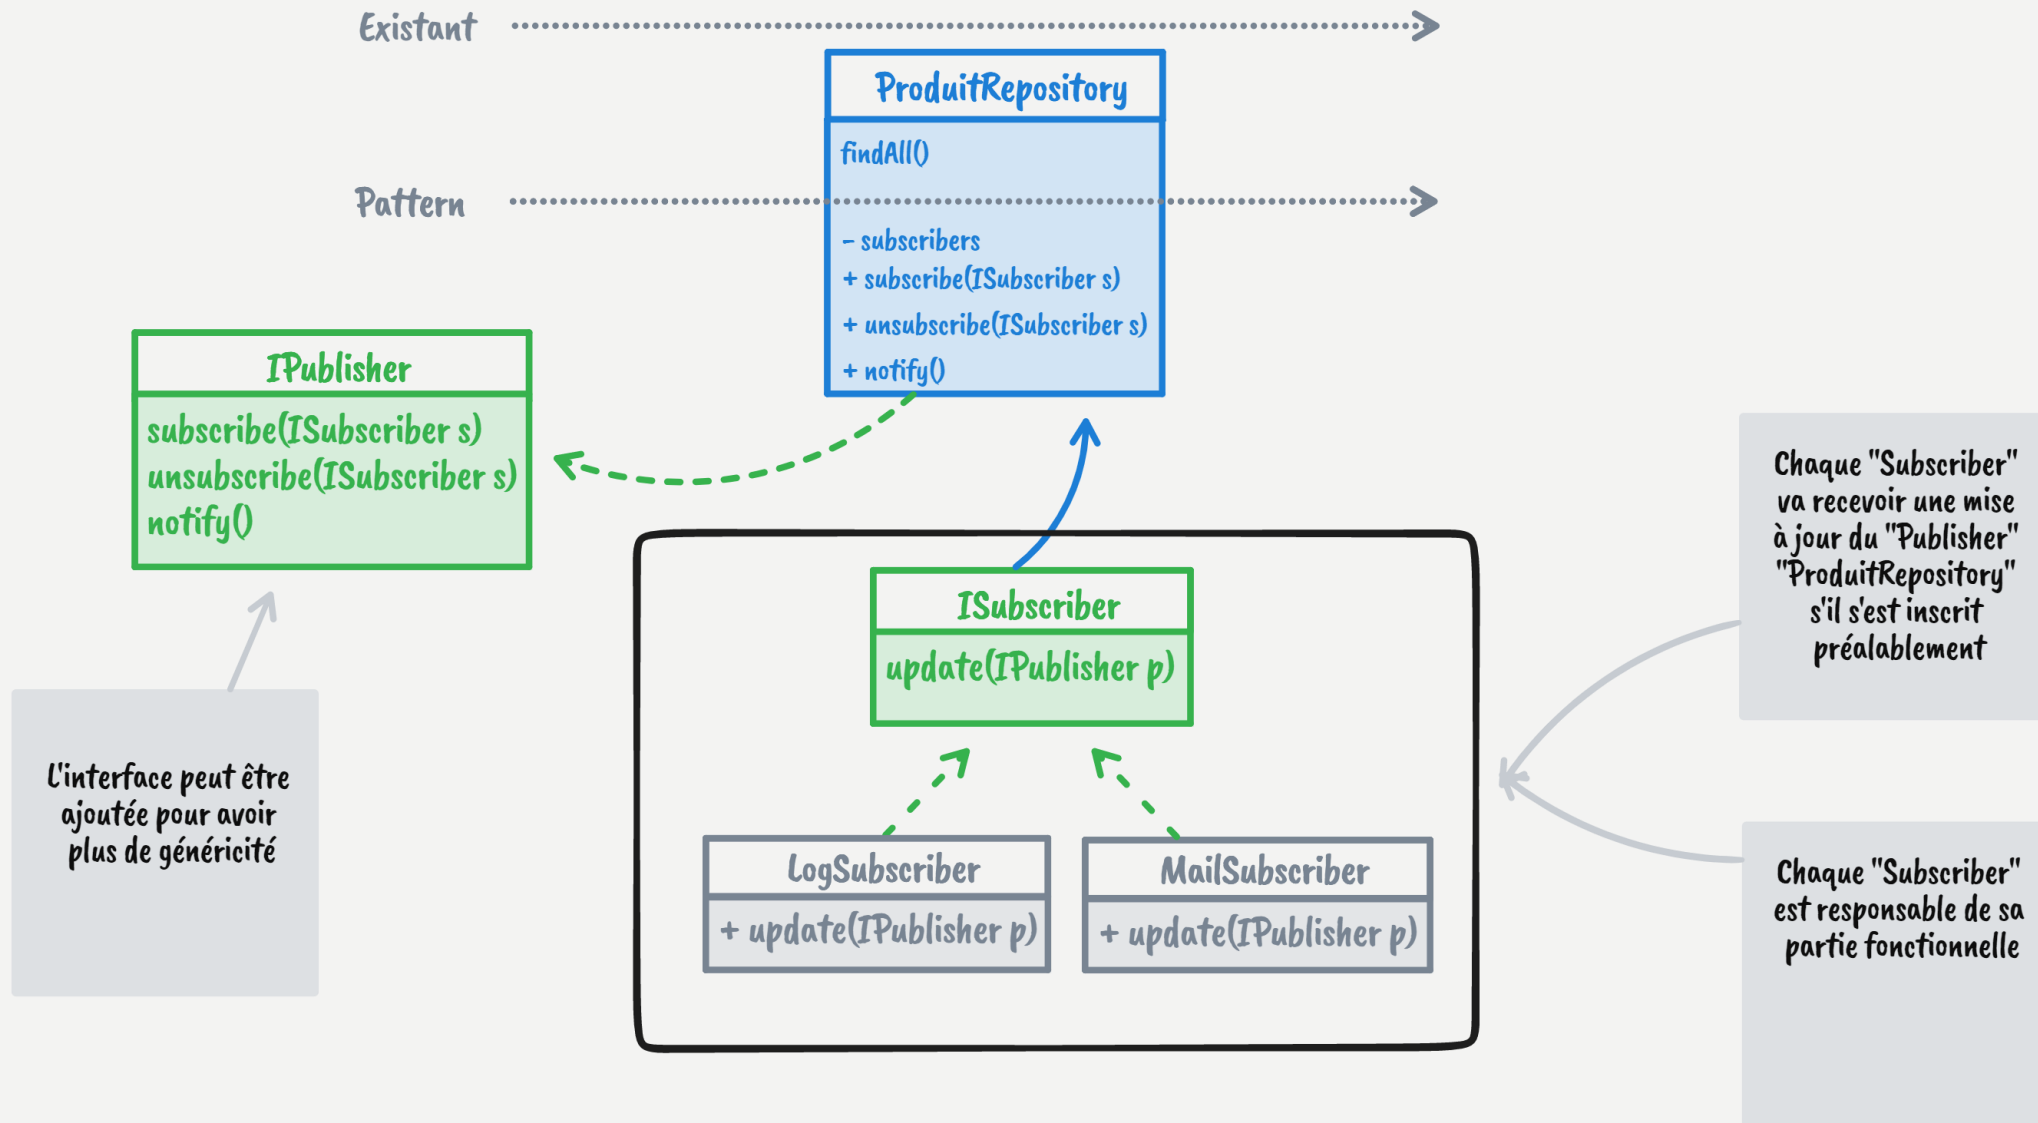 Existant
ProduitRepository
findAll()
Pattern
- subscribers
+ subscribe(ISubscriber s)
+ unsubscribe(ISubscriber s)
+ notify()
IPublisher
subscribe(ISubscriber s)
unsubscribe(ISubscriber s)
notify()
L'interface peut être
ajoutée pour avoir
plus de généricité
ISubscriber
update(IPublisher p)
LogSubscriber
+ update(IPublisher p)
MailSubscriber
+ update(IPublisher p)
Chaque "Subscriber"
va recevoir une mise
à jour du "Publisher"
"ProduitRepository"
s'il s'est inscrit
préalablement
Chaque "Subscriber"
est responsable de sa
partie fonctionnelle